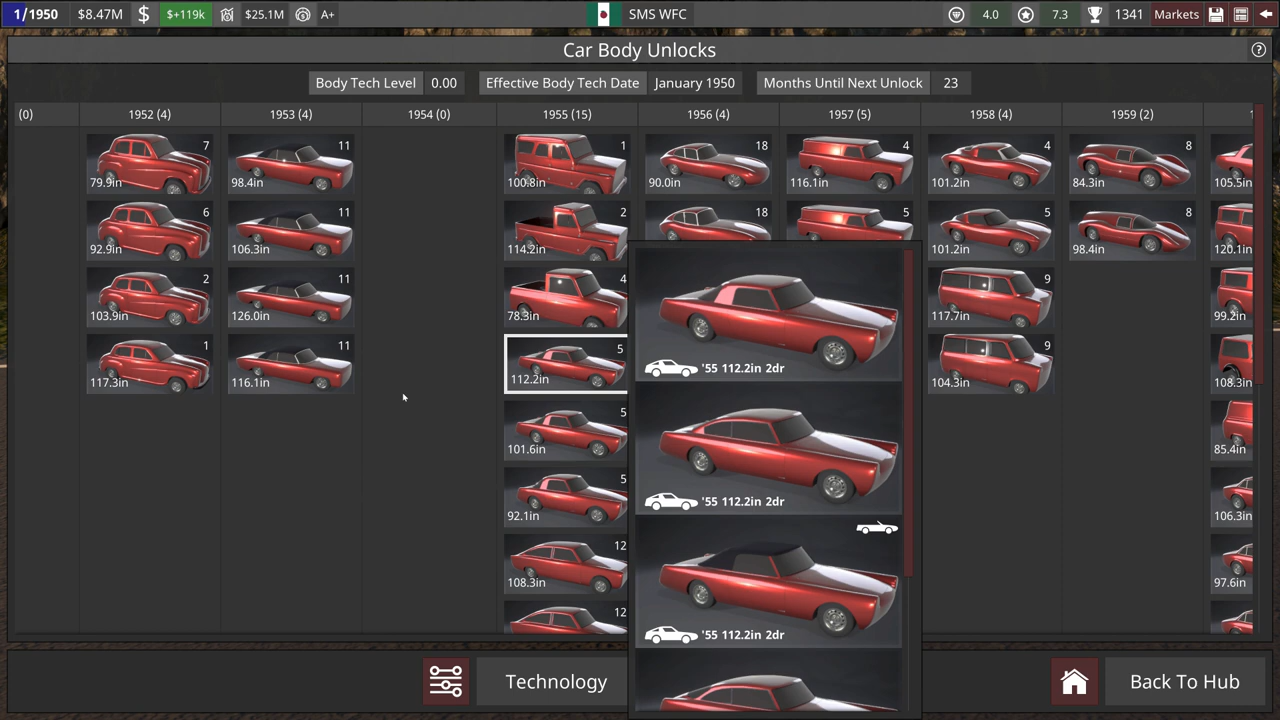 1/1950 $8.47M $ $+119k $25.1M A+ SMS WFC 4.0 7.3 1341 Markets
Car Body Unlocks ?
Body Tech Level 0.00 Effective Body Tech Date January 1950 Months Until Next Unlock 23
(0) 1952 (4) 1953 (4) 1954 (0) 1955 (15) 1956 (4) 1957 (5) 1958 (4) 1959 (2)
7 11 1 18 4 4 8
79.9in 98.4in 100.8in 90.0in 116.1in 101.2in 84.3in 105.5in
6 11 2 18 5 5 8
92.9in 106.3in 114.2in 101.2in 98.4in 120.1in
2 11 4 9
103.9in 126.0in 78.3in 117.7in 99.2in
1 11 5 9
117.3in 116.1in 112.2in '55 112.2in 2dr 104.3in 108.3in
5
101.6in 85.4in
5
92.1in '55 112.2in 2dr 106.3in
12
108.3in 97.6in
12
'55 112.2in 2dr
Technology Back To Hub